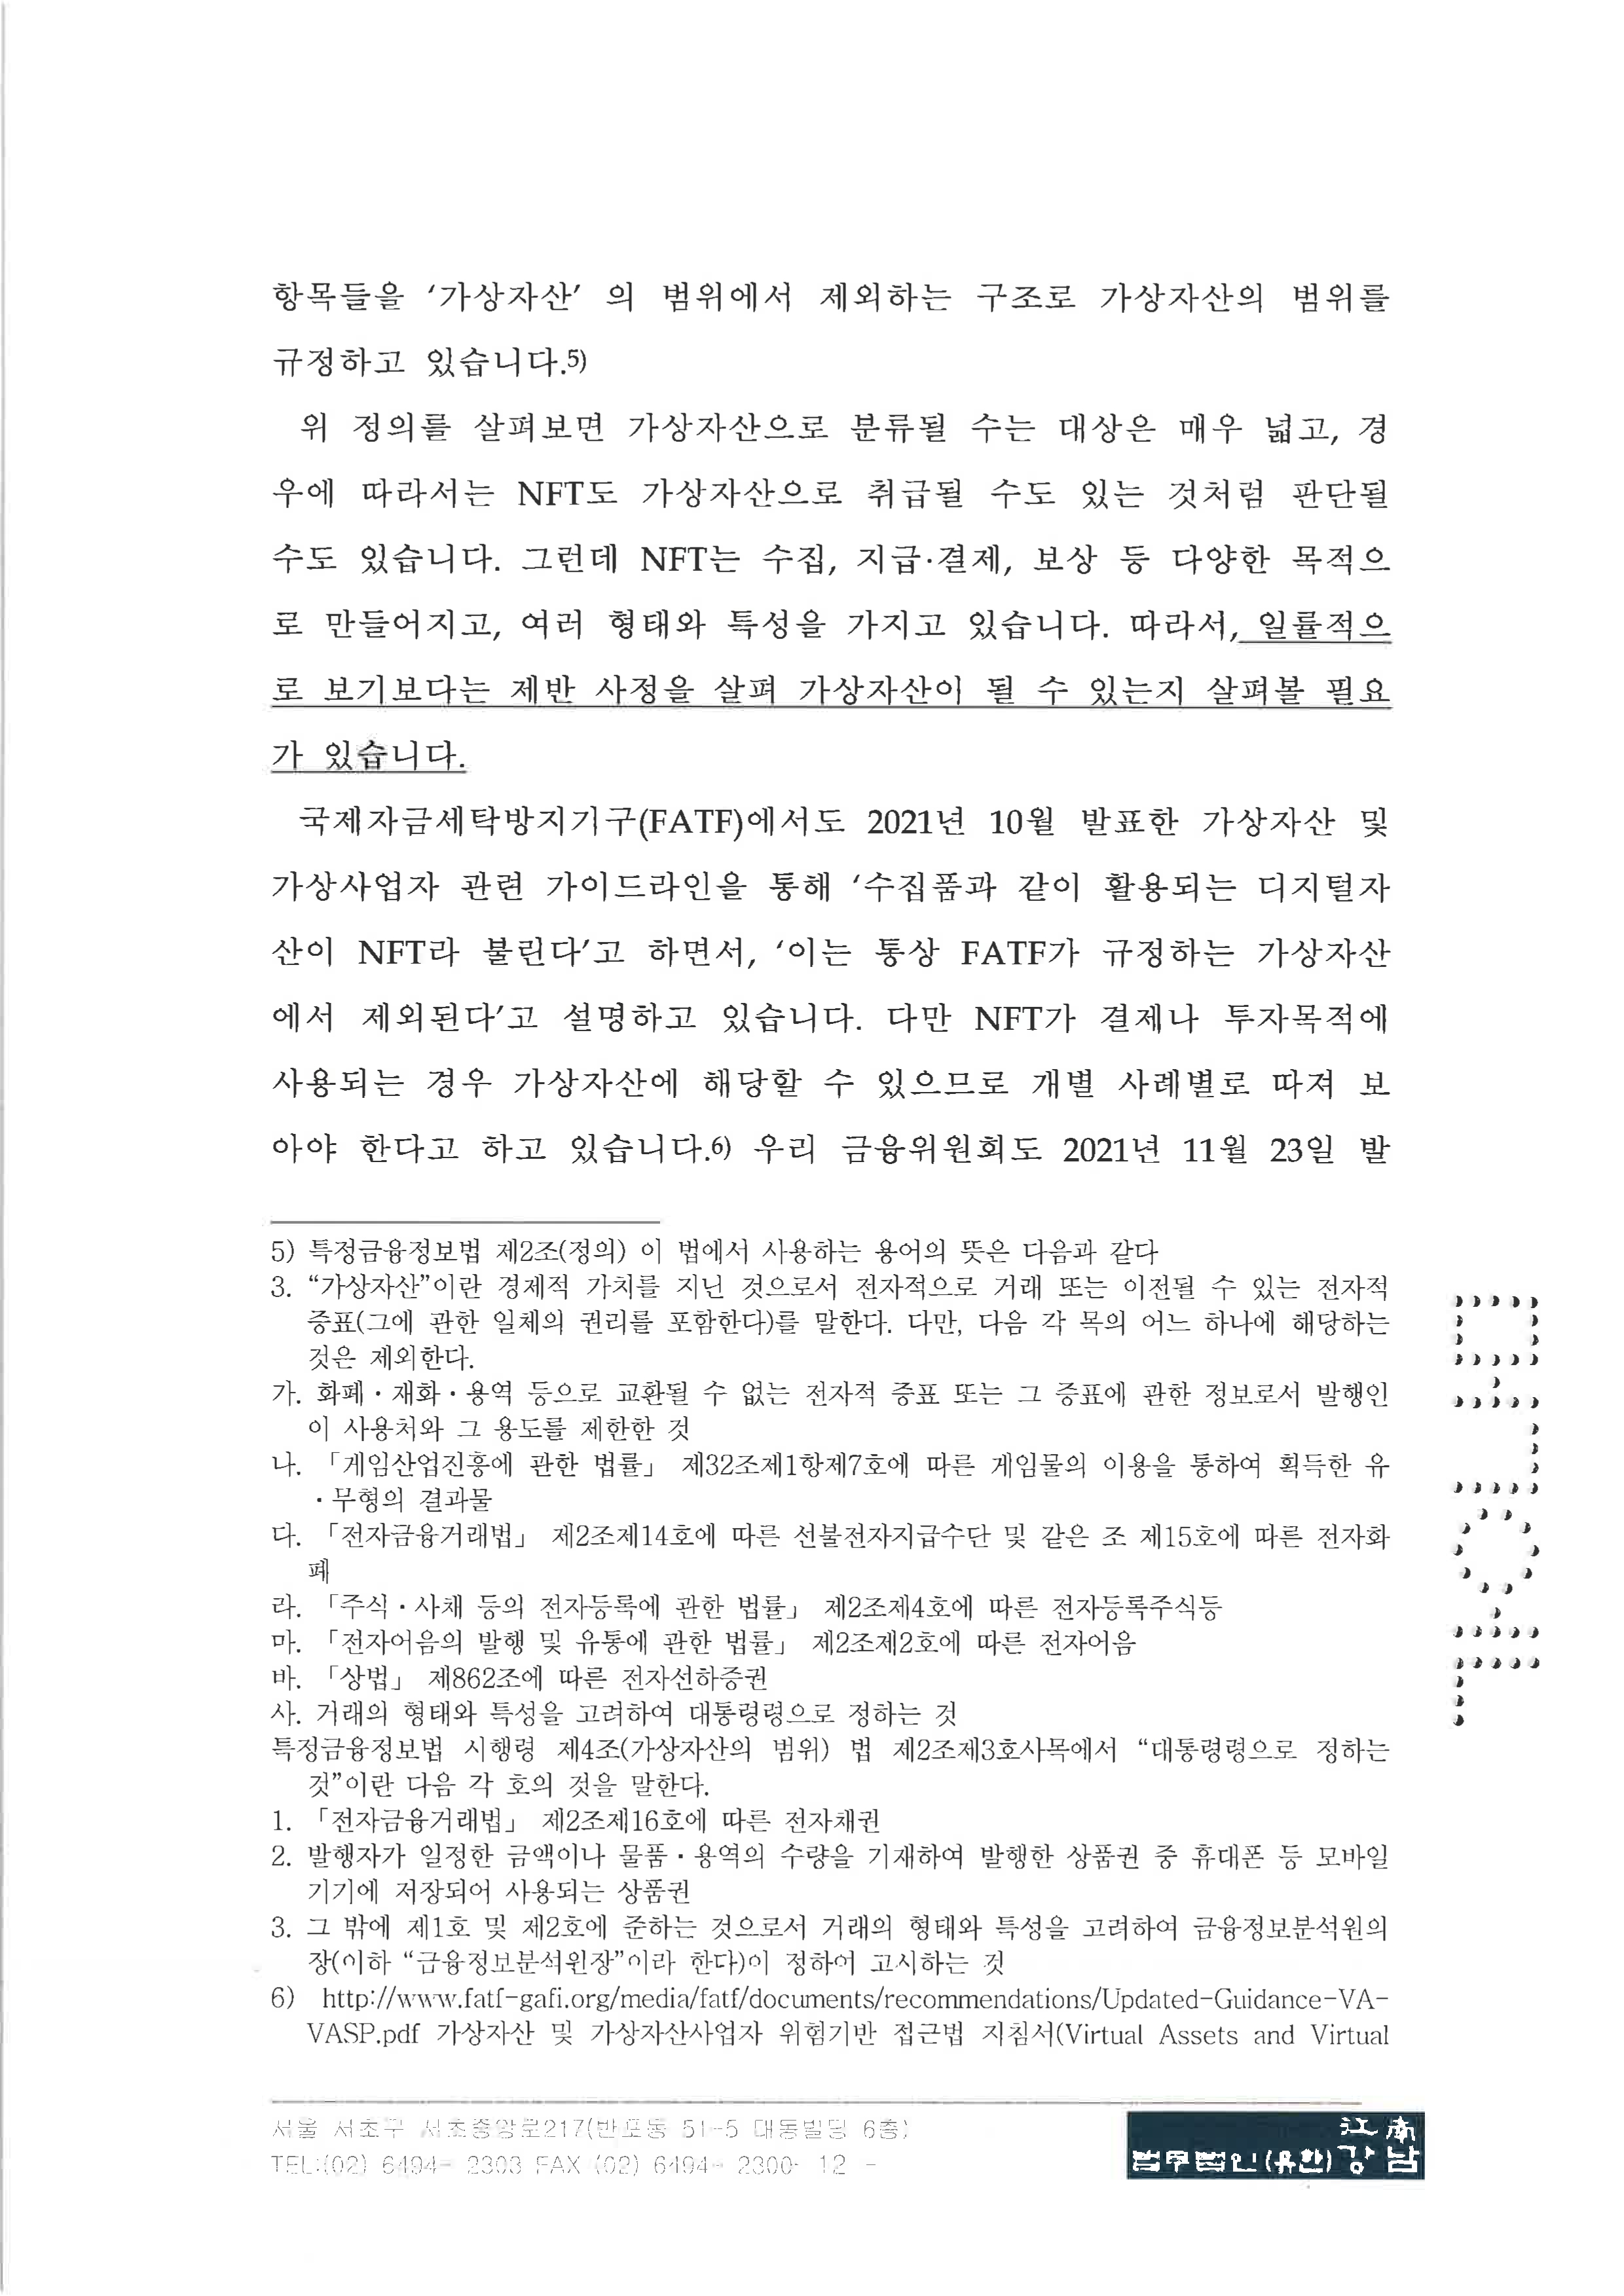 항목들을 ‘가상자산’ 의 범위에서 제외하는 구조로 가상자산의 범위를
규정하고 있습니다.5)
위 정의를 살펴보면 가상자산으로 분류될 수는 대상은 매우 넓고, 경
우에 따라서는 NFT도 가상자산으로 취급될 수도 있는 것처럼 판단될
수도 있습니다. 그런데 NFT는 수집, 지급·결제, 보상 등 다양한 목적으
로 만들어지고, 여러 형태와 특성을 가지고 있습니다. 따라서, 일률적으
로 보기보다는 제반 사정을 살펴 가상자산이 될 수 있는지 살펴볼 필요
가 있습니다.
국제자금세탁방지기구(FATF)에서도 2021년 10월 발표한 가상자산 및
가상사업자 관련 가이드라인을 통해 ‘수집품과 같이 활용되는 디지털자
산이 NFT라 불린다’고 하면서, ‘이는 통상 FATF가 규정하는 가상자산
에서 제외된다’고 설명하고 있습니다. 다만 NFT가 결제나 투자목적에
사용되는 경우 가상자산에 해당할 수 있으므로 개별 사례별로 따져 보
아야 한다고 하고 있습니다.6) 우리 금융위원회도 2021년 11월 23일 발
5) 특정금융정보법 제2조(정의) 이 법에서 사용하는 용어의 뜻은 다음과 같다
3. “가상자산”이란 경제적 가치를 지닌 것으로서 전자적으로 거래 또는 이전될 수 있는 전자적
증표(그에 관한 일체의 권리를 포함한다)를 말한다. 다만, 다음 각 목의 어느 하나에 해당하는
것은 제외한다.
가. 화폐·재화·용역 등으로 교환될 수 없는 전자적 증표 또는 그 증표에 관한 정보로서 발행인
이 사용처와 그 용도를 제한한 것
나. 「게임산업진흥에 관한 법률」 제32조제1항제7호에 따른 게임물의 이용을 통하여 획득한 유
·무형의 결과물
다. 「전자금융거래법」 제2조제14호에 따른 선불전자지급수단 및 같은 조 제15호에 따른 전자화
폐
라. 「주식·사채 등의 전자등록에 관한 법률」 제2조제4호에 따른 전자등록주식등
마. 「전자어음의 발행 및 유통에 관한 법률」 제2조제2호에 따른 전자어음
바. 「상법」 제862조에 따른 전자선하증권
사. 거래의 형태와 특성을 고려하여 대통령령으로 정하는 것
특정금융정보법 시행령 제4조(가상자산의 범위) 법 제2조제3호사목에서 “대통령령으로 정하는
것”이란 다음 각 호의 것을 말한다.
1. 「전자금융거래법」 제2조제16호에 따른 전자채권
2. 발행자가 일정한 금액이나 물품·용역의 수량을 기재하여 발행한 상품권 중 휴대폰 등 모바일
기기에 저장되어 사용되는 상품권
3. 그 밖에 제1호 및 제2호에 준하는 것으로서 거래의 형태와 특성을 고려하여 금융정보분석원의
장(이하 “금융정보분석원장”이라 한다)이 정하여 고시하는 것
6) http://www.fatf-gafi.org/media/fatf/documents/recommendations/Updated-Guidance-VA-
VASP.pdf 가상자산 및 가상자산사업자 위험기반 접근법 지침서(Virtual Assets and Virtual
서울 서초구 서초중앙로217(반포동 51-5 대동빌딩 6층)
TEL:(02) 6494- 2303 FAX (02) 6494- 2300- 12 -
江南
법무법인(유한) 강남